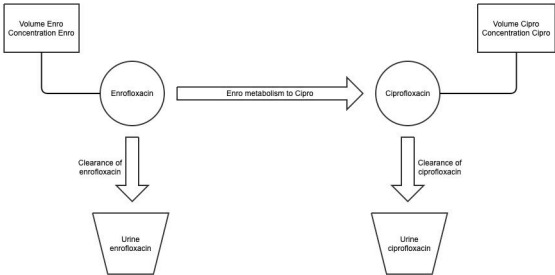 Volume Enro
Concentration Enro
Volume Cipro
Concentration Cipro
Enrofloxacin
Enro metabolism to Cipro
Ciprofloxacin
Clearance of
enrofloxacin
Clearance of
ciprofloxacin
Urine
enrofloxacin
Urine
ciprofloxacin